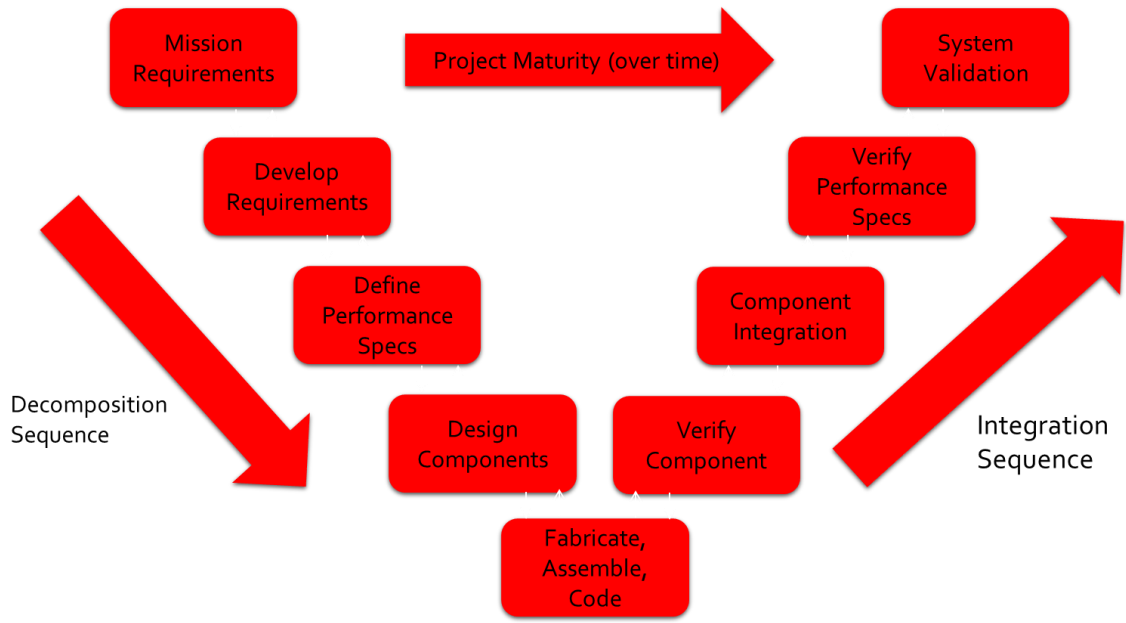 Mission
Requirements
Project Maturity (over time)
System
Validation
Develop
Requirements
Verify
Performance
Specs
Define
Performance
Specs
Component
Integration
Decomposition
Sequence
Design
Components
Verify
Component
Integration
Sequence
Fabricate,
Assemble,
Code